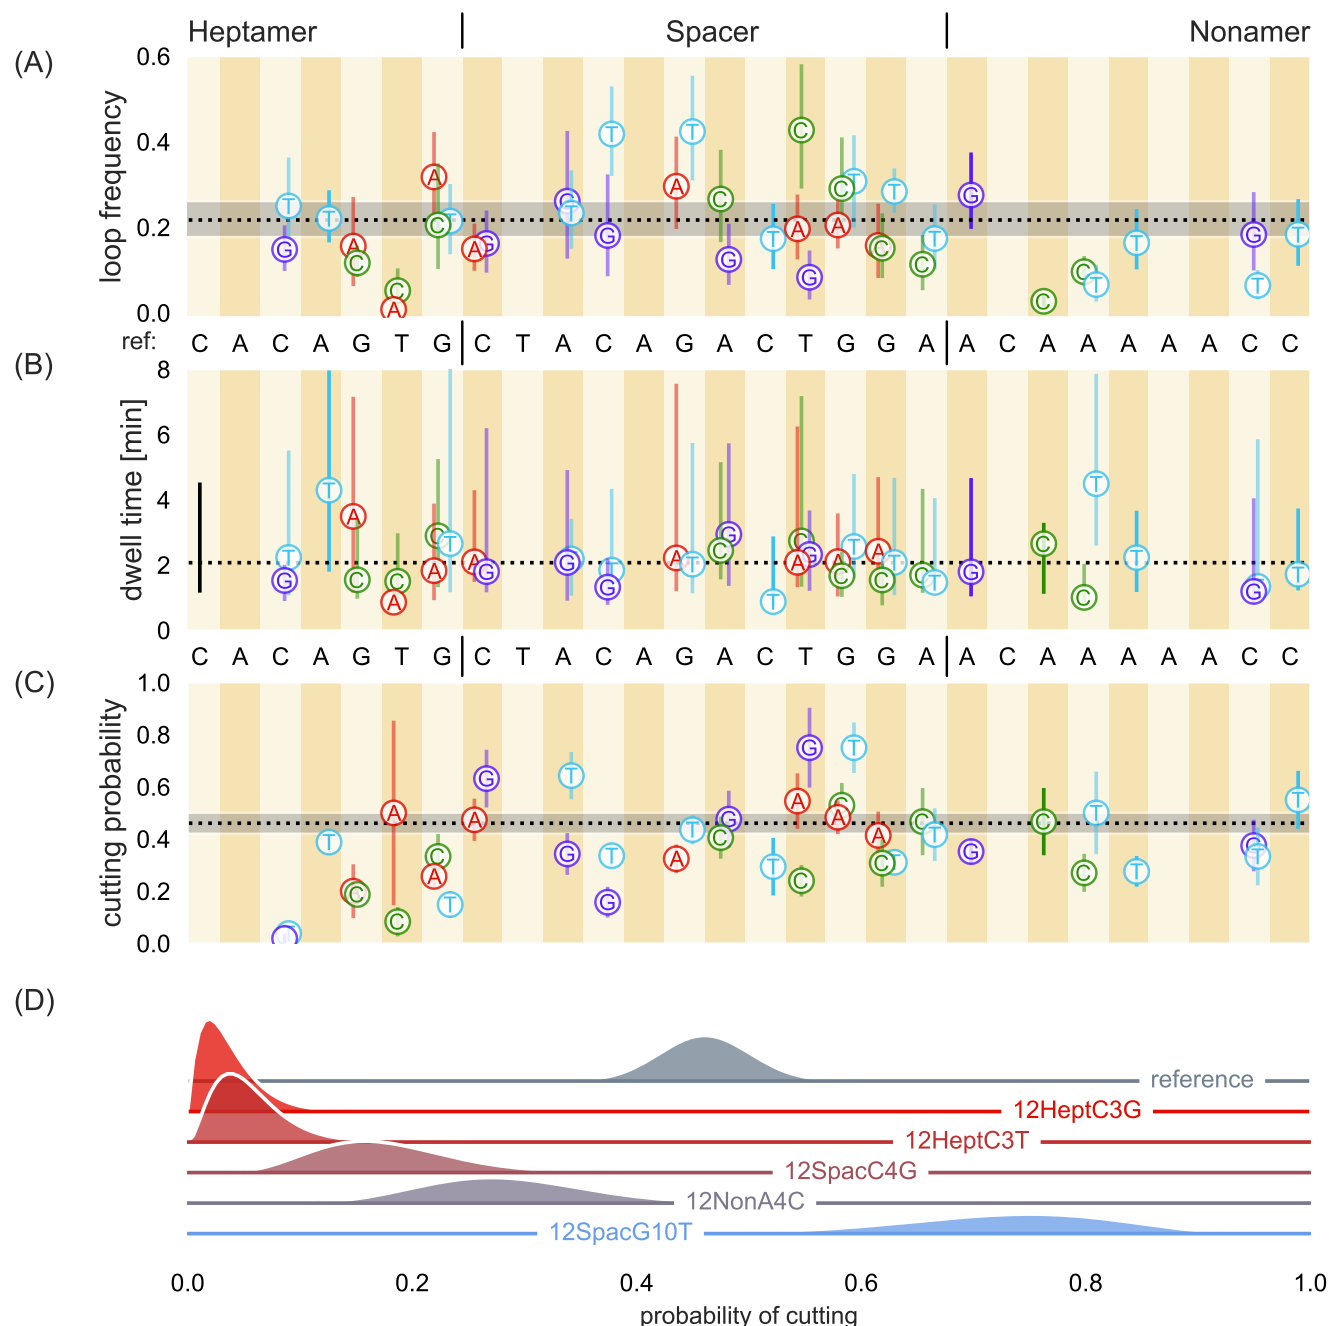 Heptamer | Spacer | Nonamer
(A)
loop frequency
0.6
0.4
0.2
0.0
T G T A C C A A C T A G G T G T T A C G T C A G C A T T A C C T G C C T T G T T
ref: C A C A G T G | C T A C A G A C T G G A | A C A A A A A C C
(B)
dwell time [min]
8
6
4
2
0
T G T A C C A C A T A G T G T G A T C G T C A G A C T A C C T C T G C C T T T G T
C A C A G T G | C T A C A G A C T G G A | A C A A A A A C C
(C)
cutting probability
1.0
0.8
0.6
0.4
0.2
0.0
T G T A C A C C A T A G T G T G A T C G T A C G T C A A C T C T G C C T T G T T
(D)
reference
12HeptC3G
12HeptC3T
12SpacC4G
12NonA4C
12SpacG10T
0.0 0.2 0.4 0.6 0.8 1.0
probability of cutting